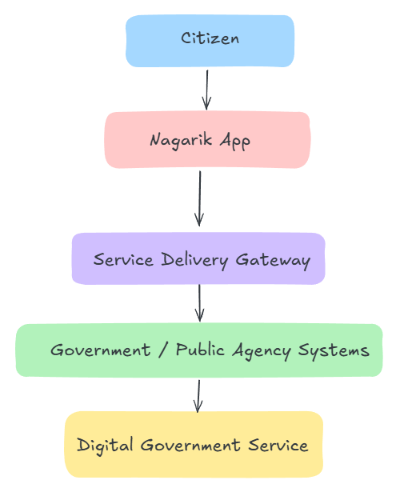 Citizen
Nagarik App
Service Delivery Gateway
Government / Public Agency Systems
Digital Government Service